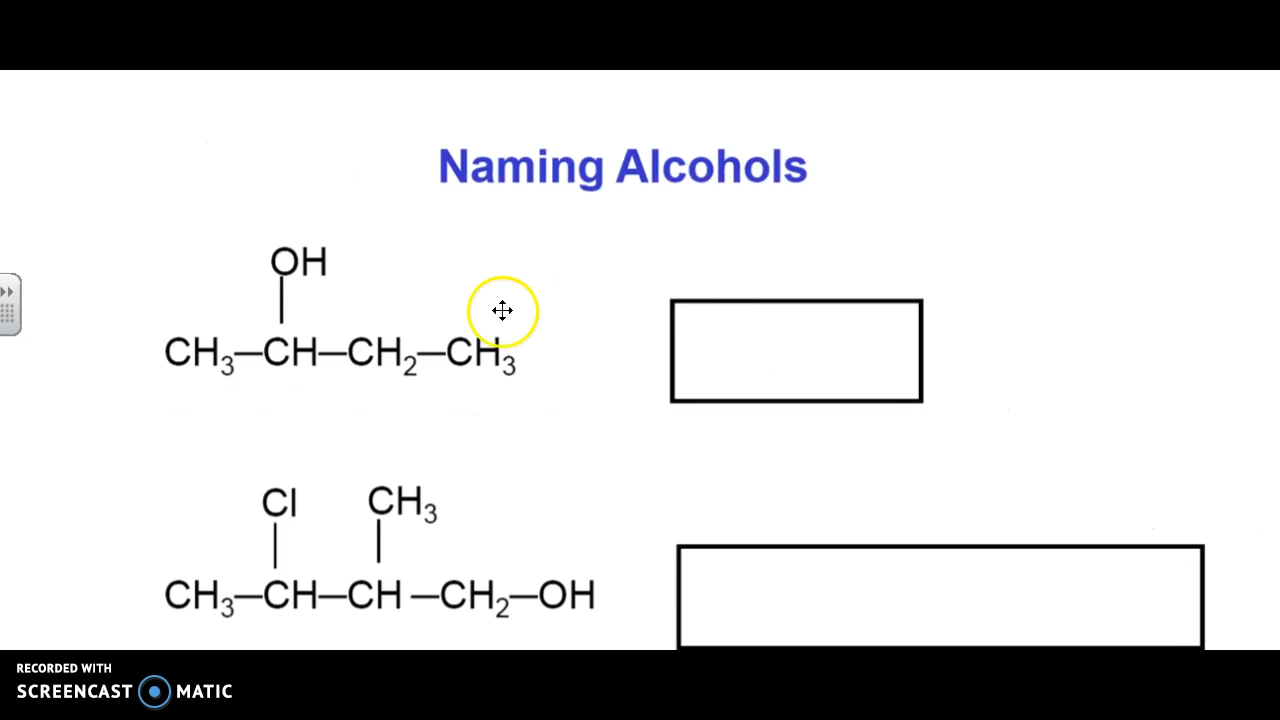 Naming Alcohols
OH
CH₃–CH–CH₂–CH₃
Cl CH₃
CH₃–CH–CH–CH₂–OH
RECORDED WITH
SCREENCAST MATIC